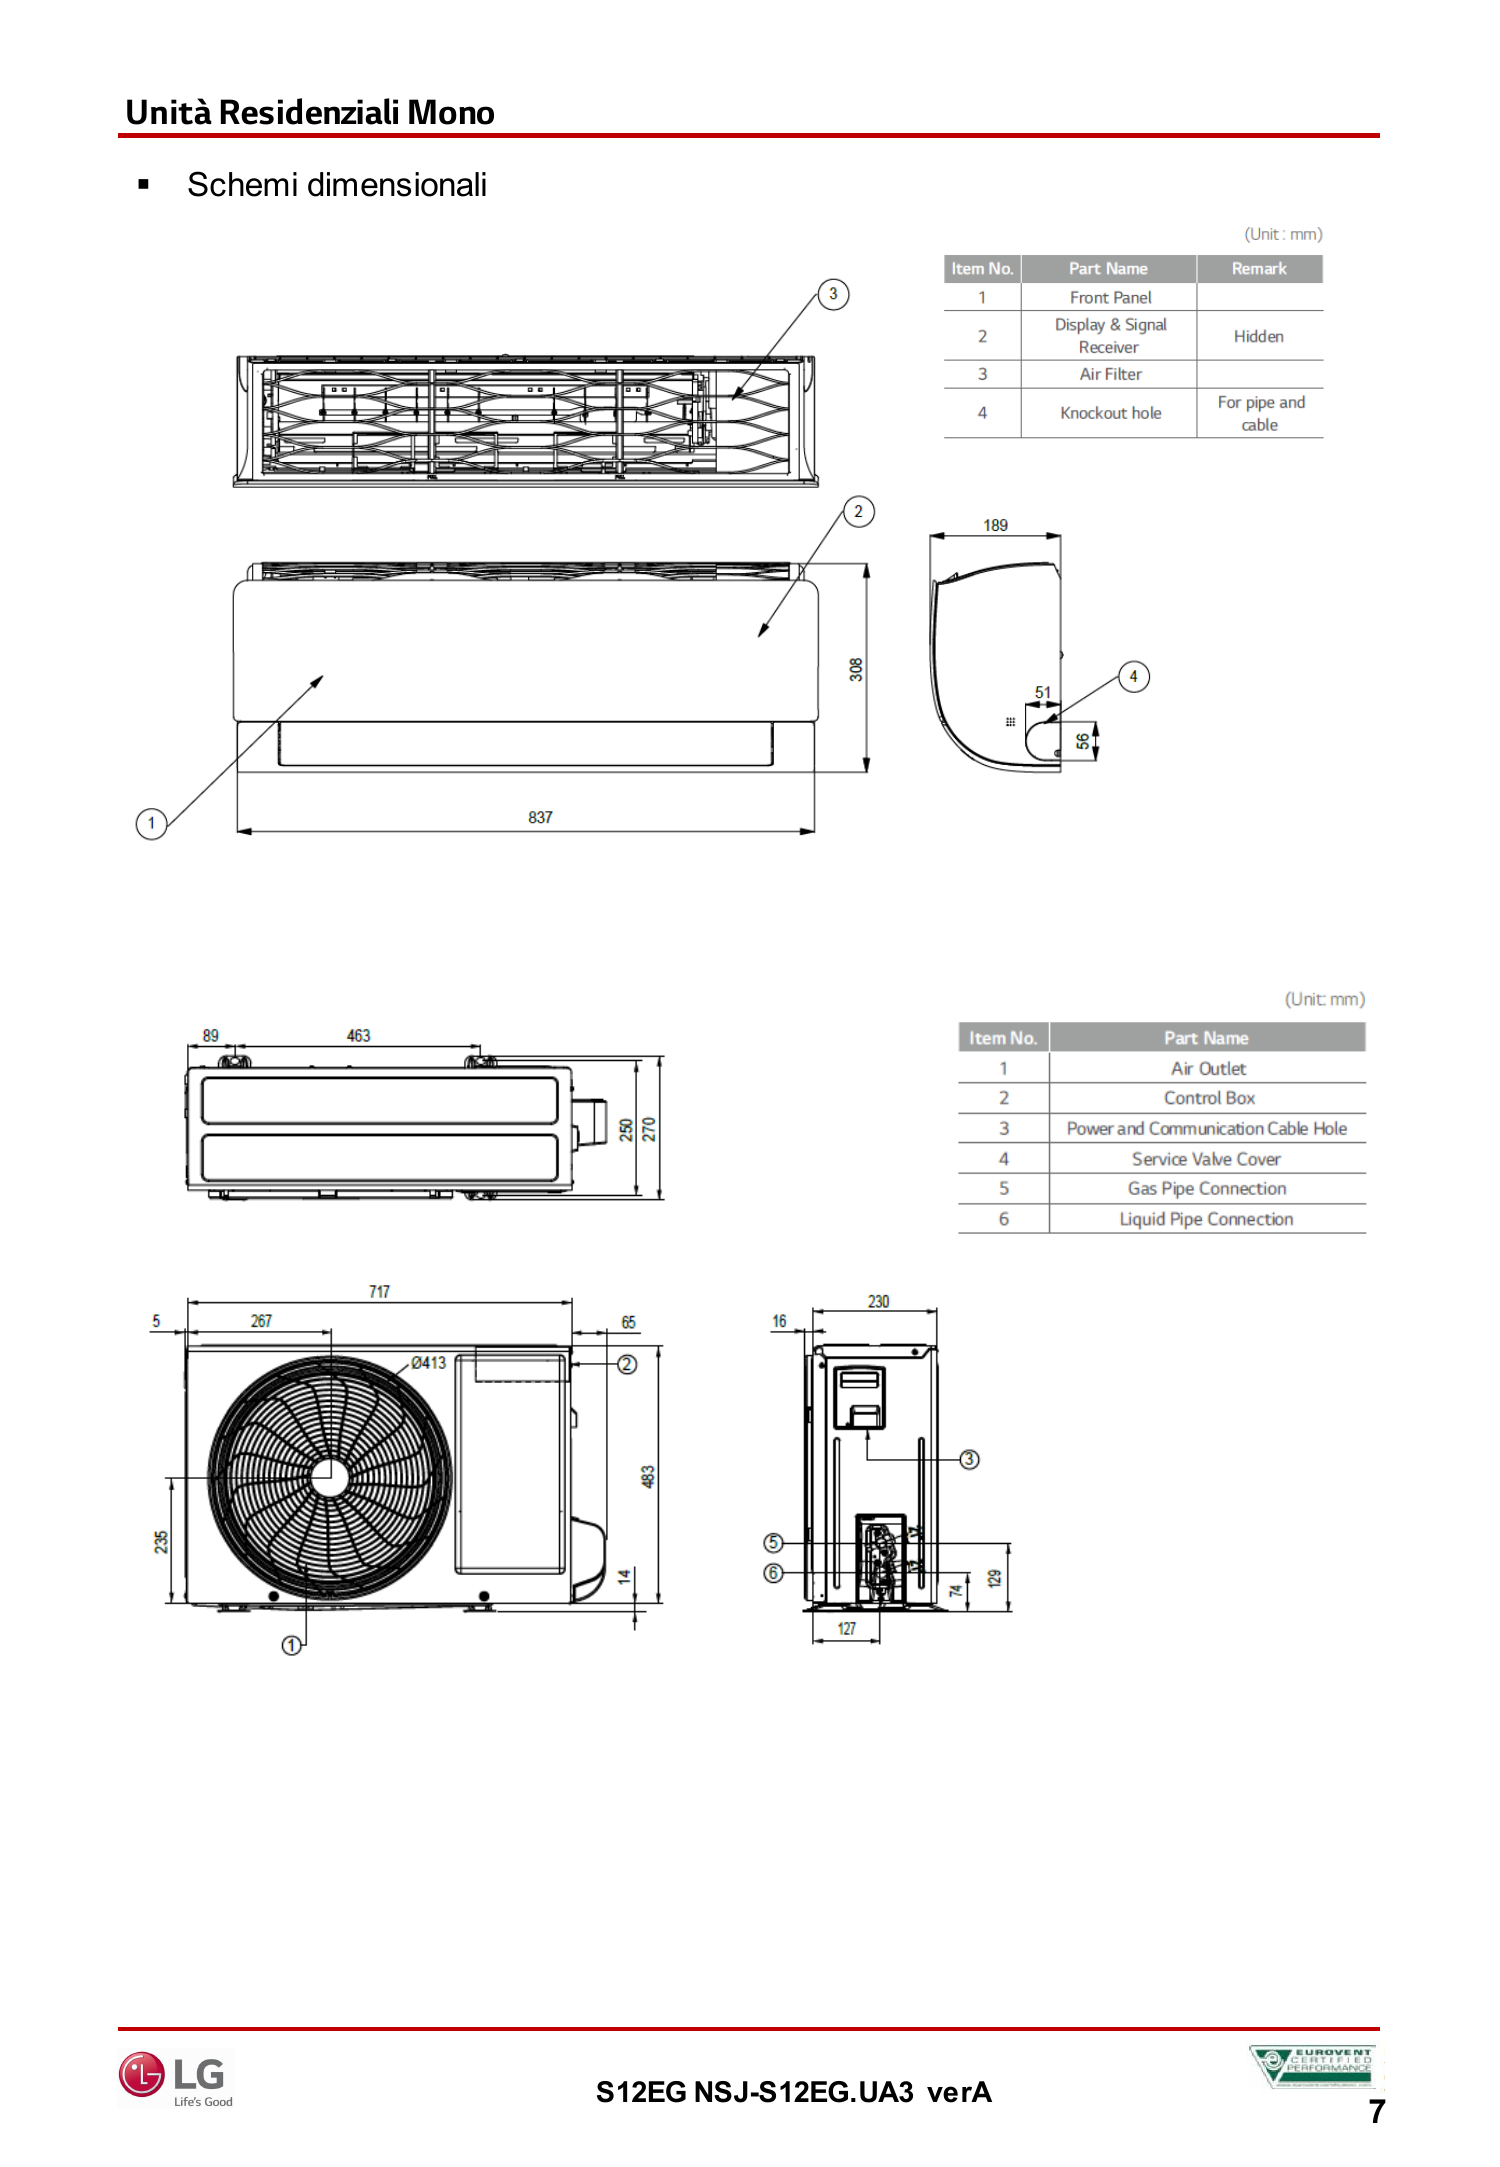 Unità Residenziali Mono
▪ Schemi dimensionali
(Unit : mm)
Item No. Part Name Remark
1 Front Panel
2 Display & Signal Receiver Hidden
3 Air Filter
4 Knockout hole For pipe and cable
3
2
189
308
4
51
56
1
837
(Unit: mm)
Item No. Part Name
1 Air Outlet
2 Control Box
3 Power and Communication Cable Hole
4 Service Valve Cover
5 Gas Pipe Connection
6 Liquid Pipe Connection
89 463
250 270
717
5 267 65
Ø413
2
483
235
14
1
230
16
3
5
6
74 129
127
LG
Life's Good
S12EG NSJ-S12EG.UA3 verA
EUROVENT
CERTIFIED
PERFORMANCE
7